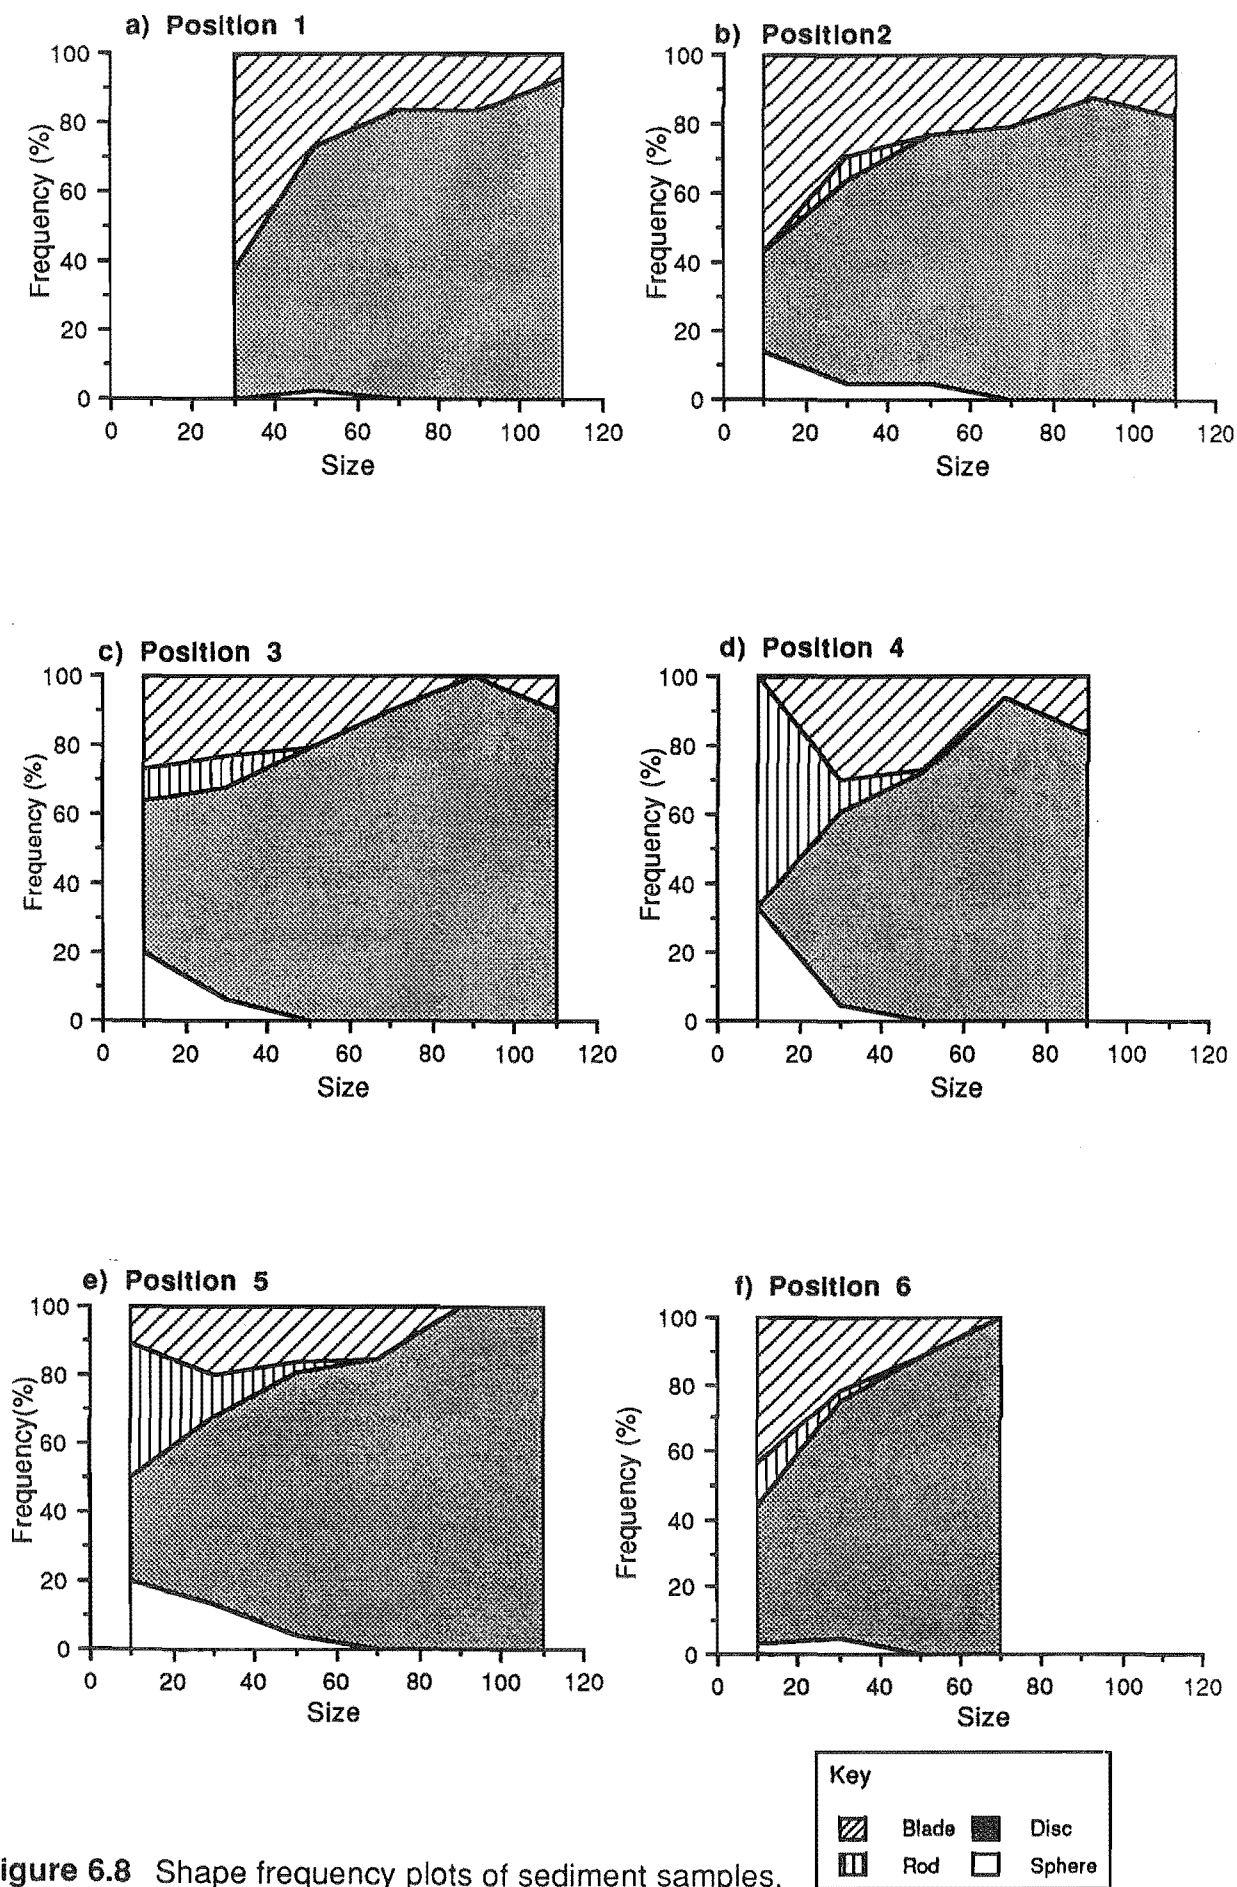 a) Position 1
100
80
60
40
20
0
Frequency (%)
0 20 40 60 80 100 120
Size
b) Position2
100
80
60
40
20
0
Frequency (%)
0 20 40 60 80 100 120
Size
c) Position 3
100
80
60
40
20
0
Frequency (%)
0 20 40 60 80 100 120
Size
d) Position 4
100
80
60
40
20
0
Frequency (%)
0 20 40 60 80 100 120
Size
e) Position 5
100
80
60
40
20
0
Frequency(%)
0 20 40 60 80 100 120
Size
f) Position 6
100
80
60
40
20
0
Frequency (%)
0 20 40 60 80 100 120
Size
Key
Blade Disc
Rod Sphere
igure 6.8 Shape frequency plots of sediment samples.